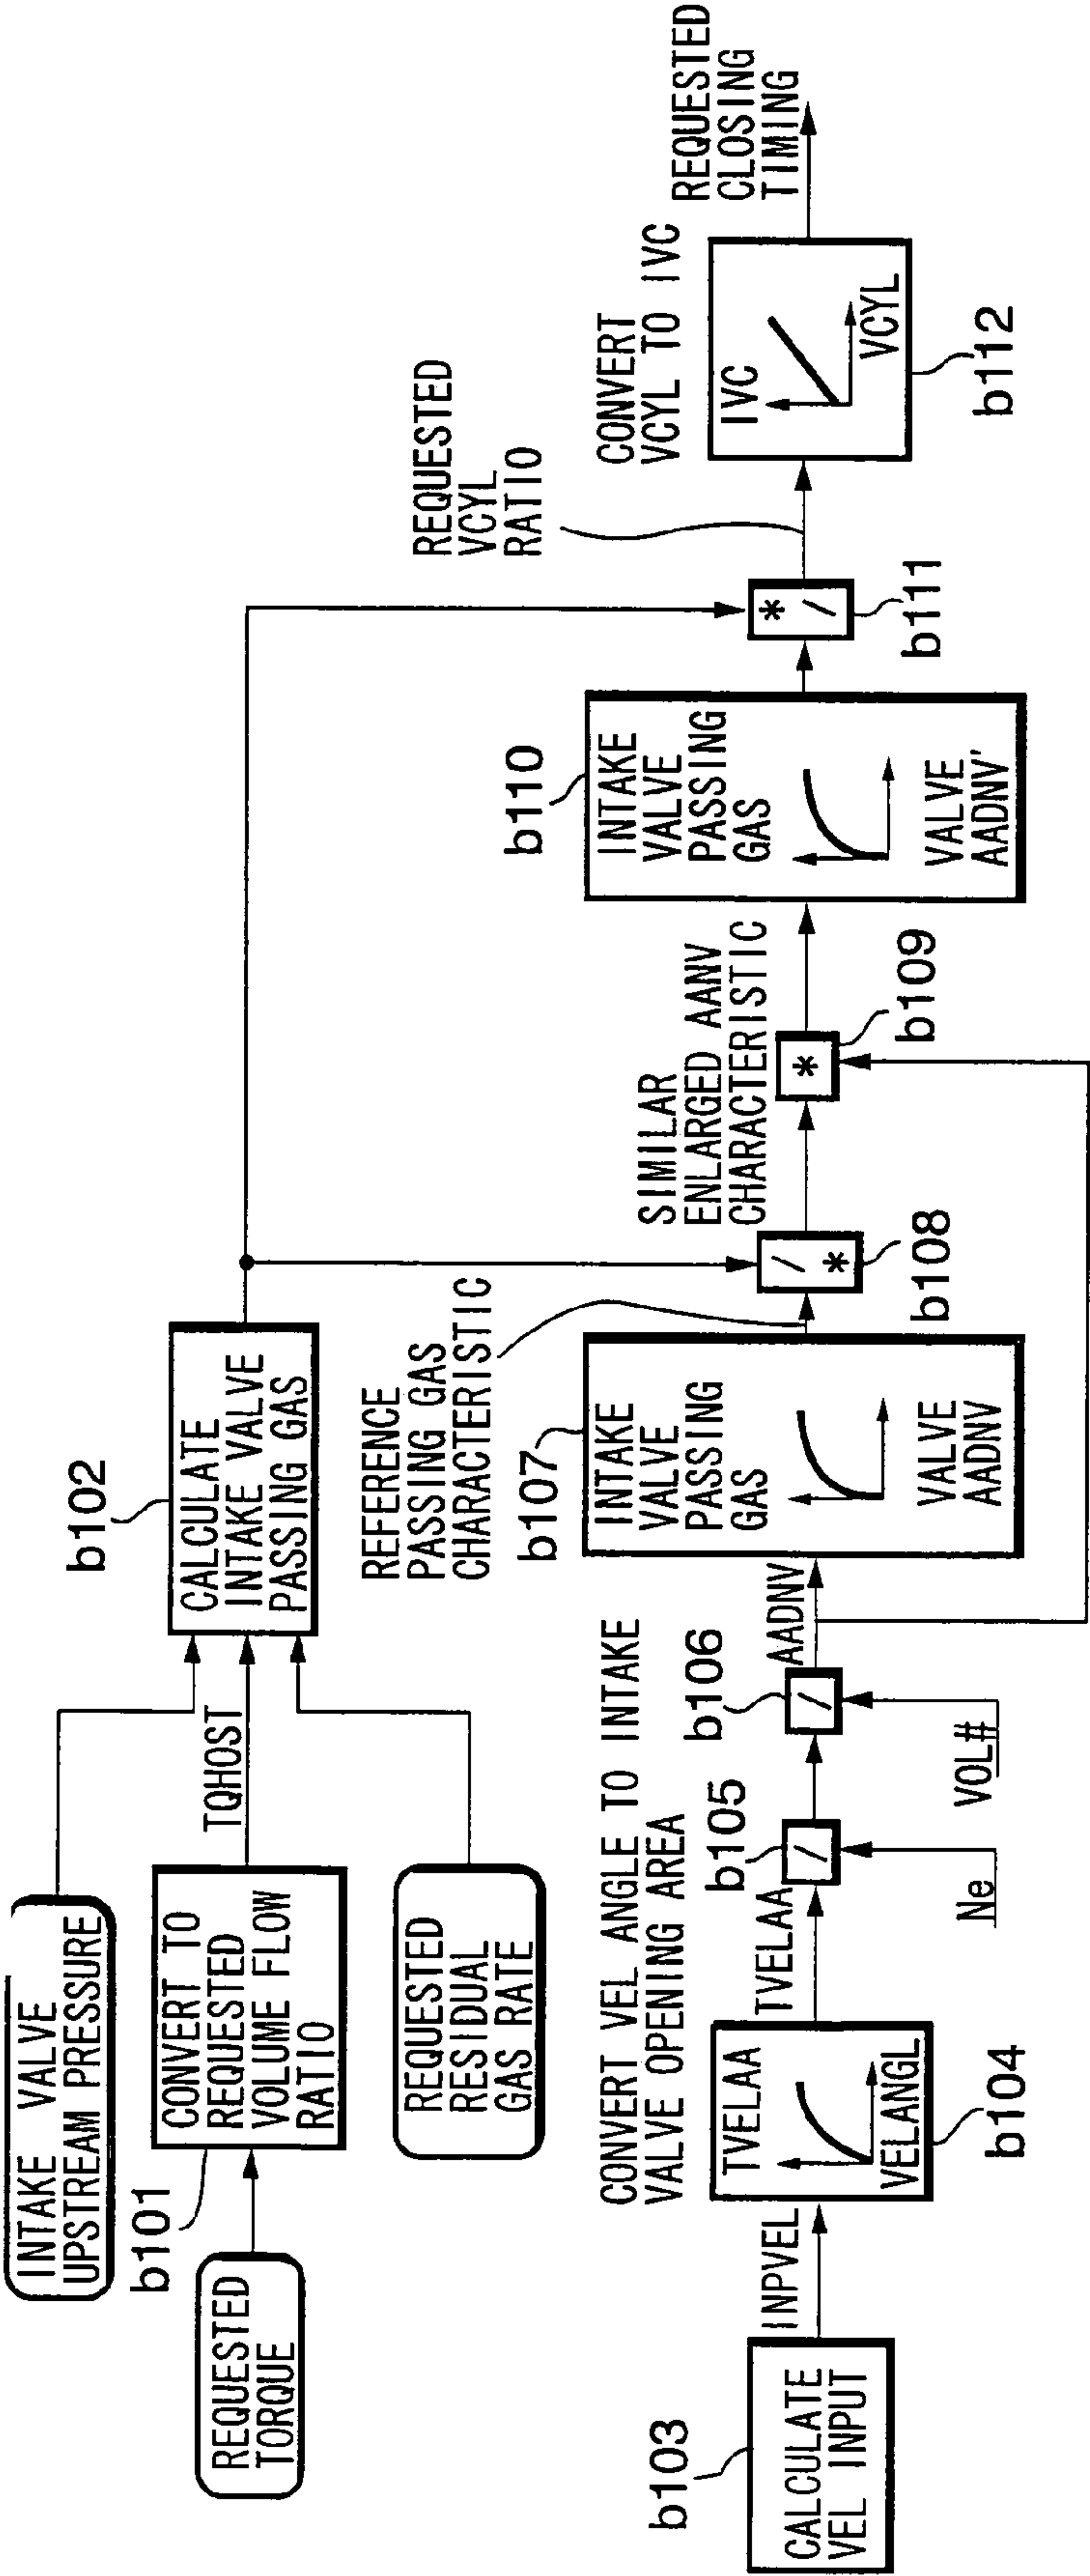 INTAKE VALVE
UPSTREAM PRESSURE
b101
CONVERT TO
REQUESTED
VOLUME FLOW
RATIO
REQUESTED
TORQUE
TQHOST
REQUESTED
RESIDUAL
GAS RATE
b102
CALCULATE
INTAKE VALVE
PASSING GAS
b103
CALCULATE
VEL INPUT
INPVEL
CONVERT VEL ANGLE TO INTAKE
VALVE OPENING AREA
TVELAA
VELANGL
b104
TVELAA
b105
/
Ne
b106
/
VOL#
AADNV
REFERENCE
PASSING GAS
CHARACTERISTIC
b107
INTAKE
VALVE
PASSING
GAS
VALVE
AADNV
/
*
b108
SIMILAR
ENLARGED AANV
CHARACTERISTIC
*
b109
b110
INTAKE
VALVE
PASSING
GAS
VALVE
AADNV'
*
/
b111
REQUESTED
VCYL
RATIO
CONVERT
VCYL TO IVC
IVC
VCYL
b112
REQUESTED
CLOSING
TIMING